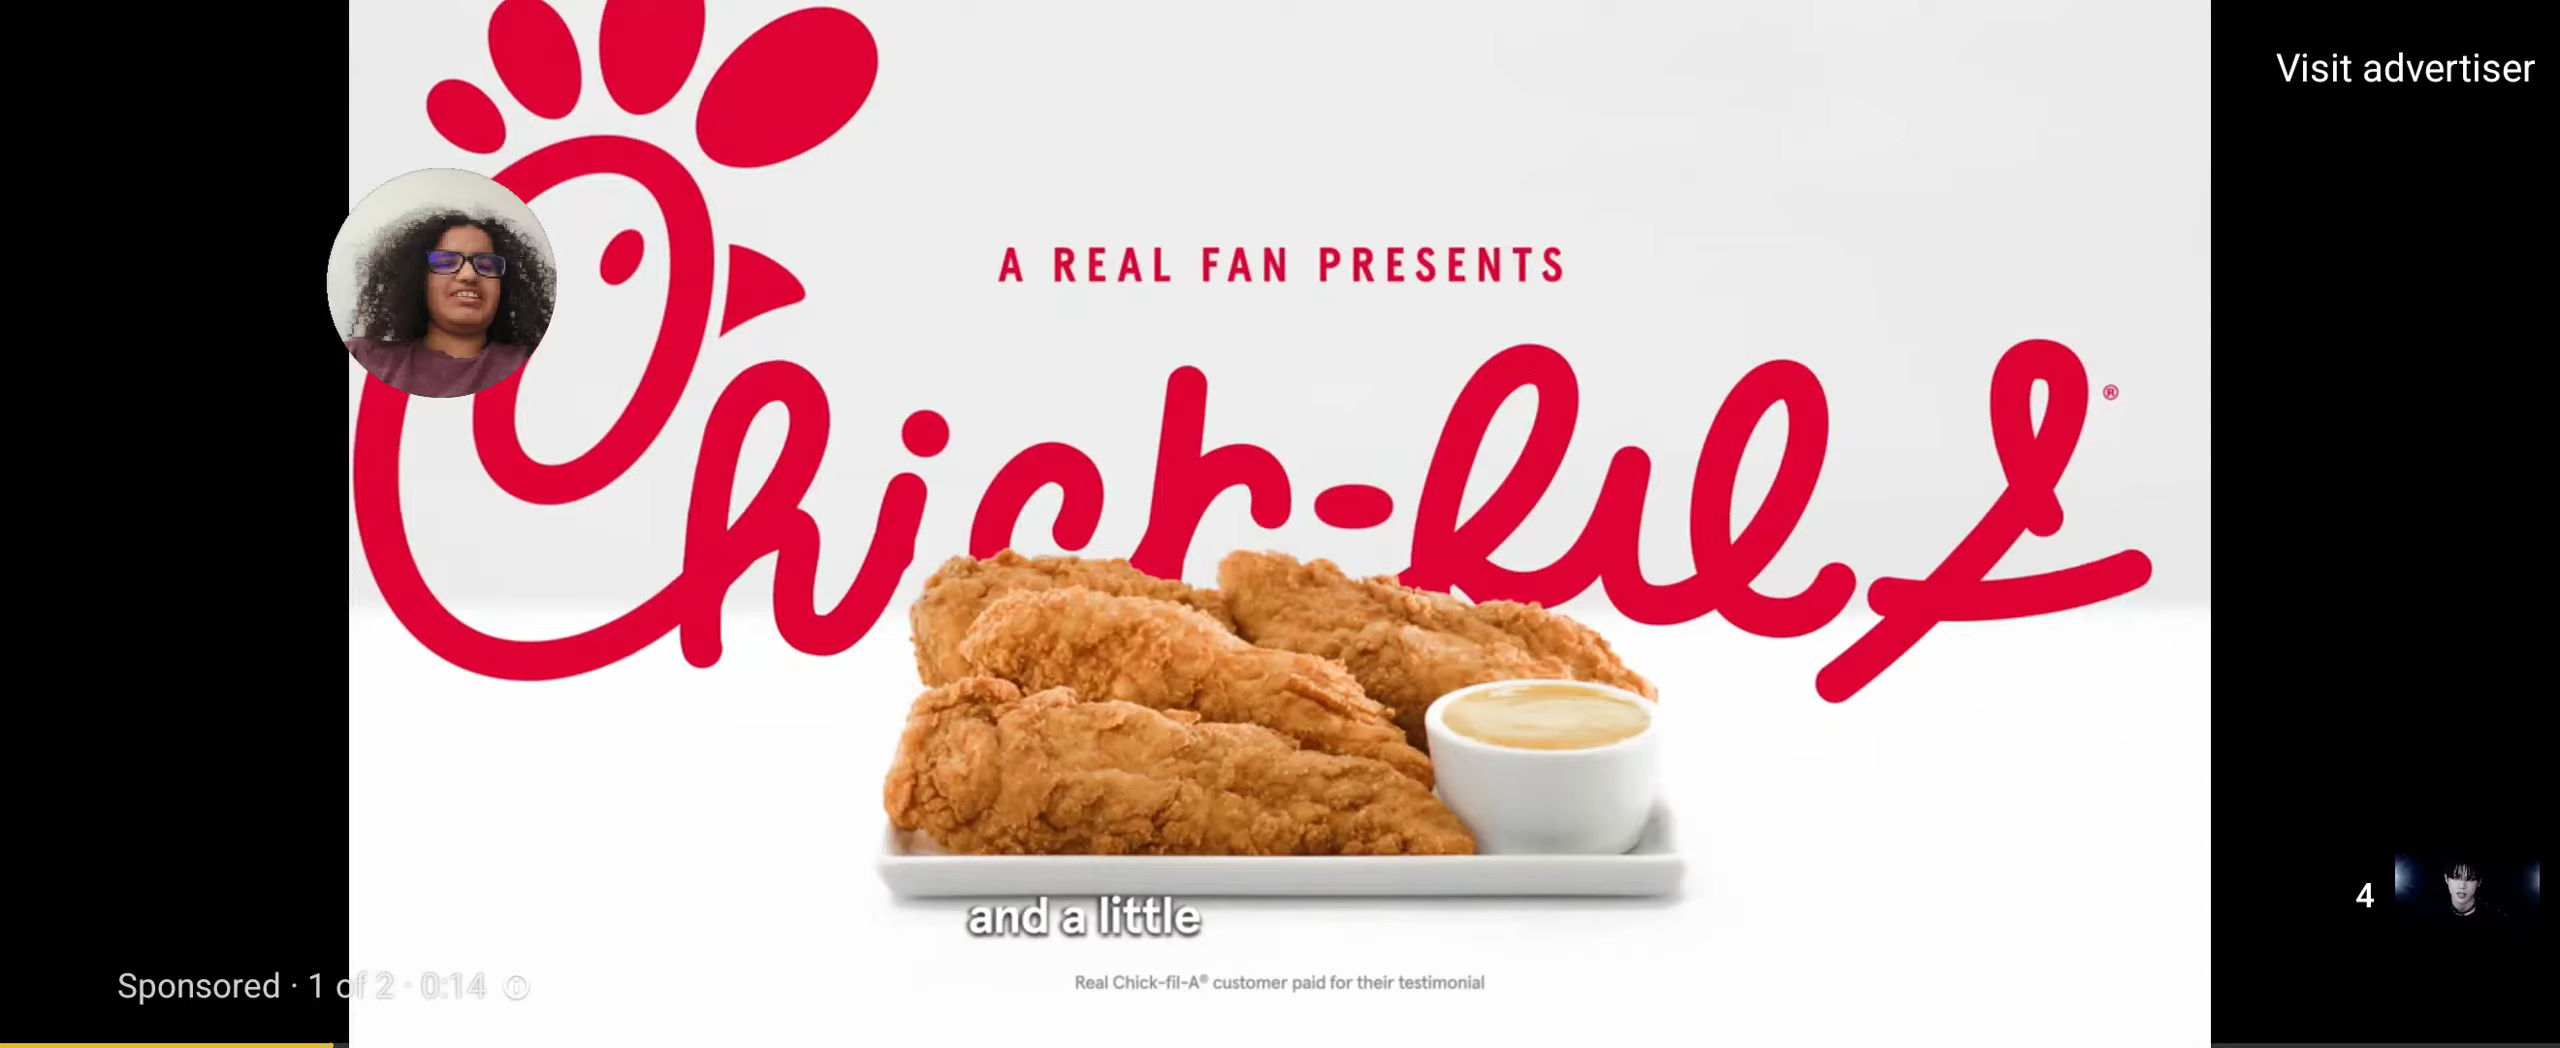 Visit advertiser
A REAL FAN PRESENTS
Chick-fil-A®
and a little
4
Sponsored · 1 of 2 · 0:14
Real Chick-fil-A® customer paid for their testimonial